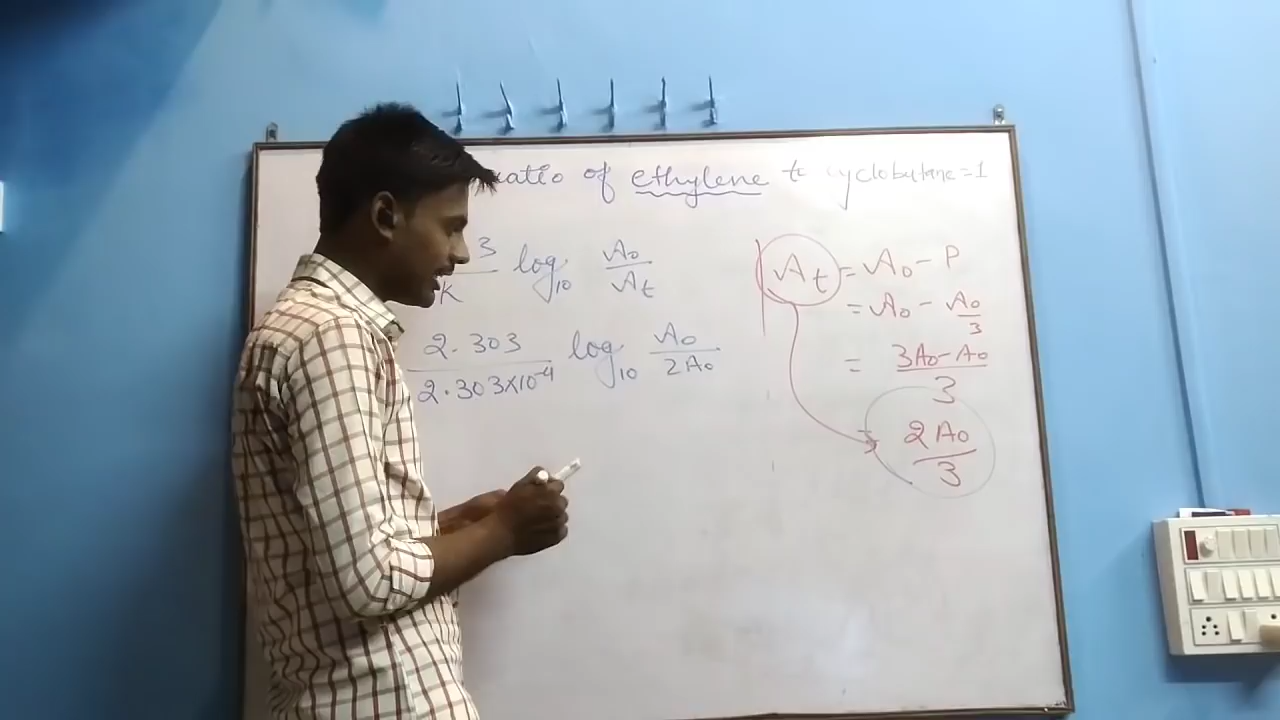 ratio of ethylene to cyclobutane = 1
3/K log₁₀ A₀/Aₜ
2.303/2.303×10⁻⁴ log₁₀ A₀/2A₀
Aₜ = A₀ - P
= A₀ - A₀/3
= 3A₀-A₀/3
= 2A₀/3